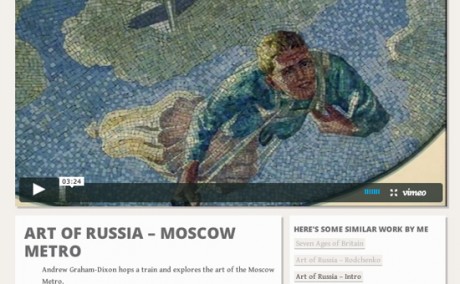 03:24
vimeo
ART OF RUSSIA – MOSCOW
METRO
Andrew Graham-Dixon hops a train and explores the art of the Moscow
Metro.
HERE'S SOME SIMILAR WORK BY ME
Seven Ages of Britain
Art of Russia – Rodchenko
Art of Russia – Intro